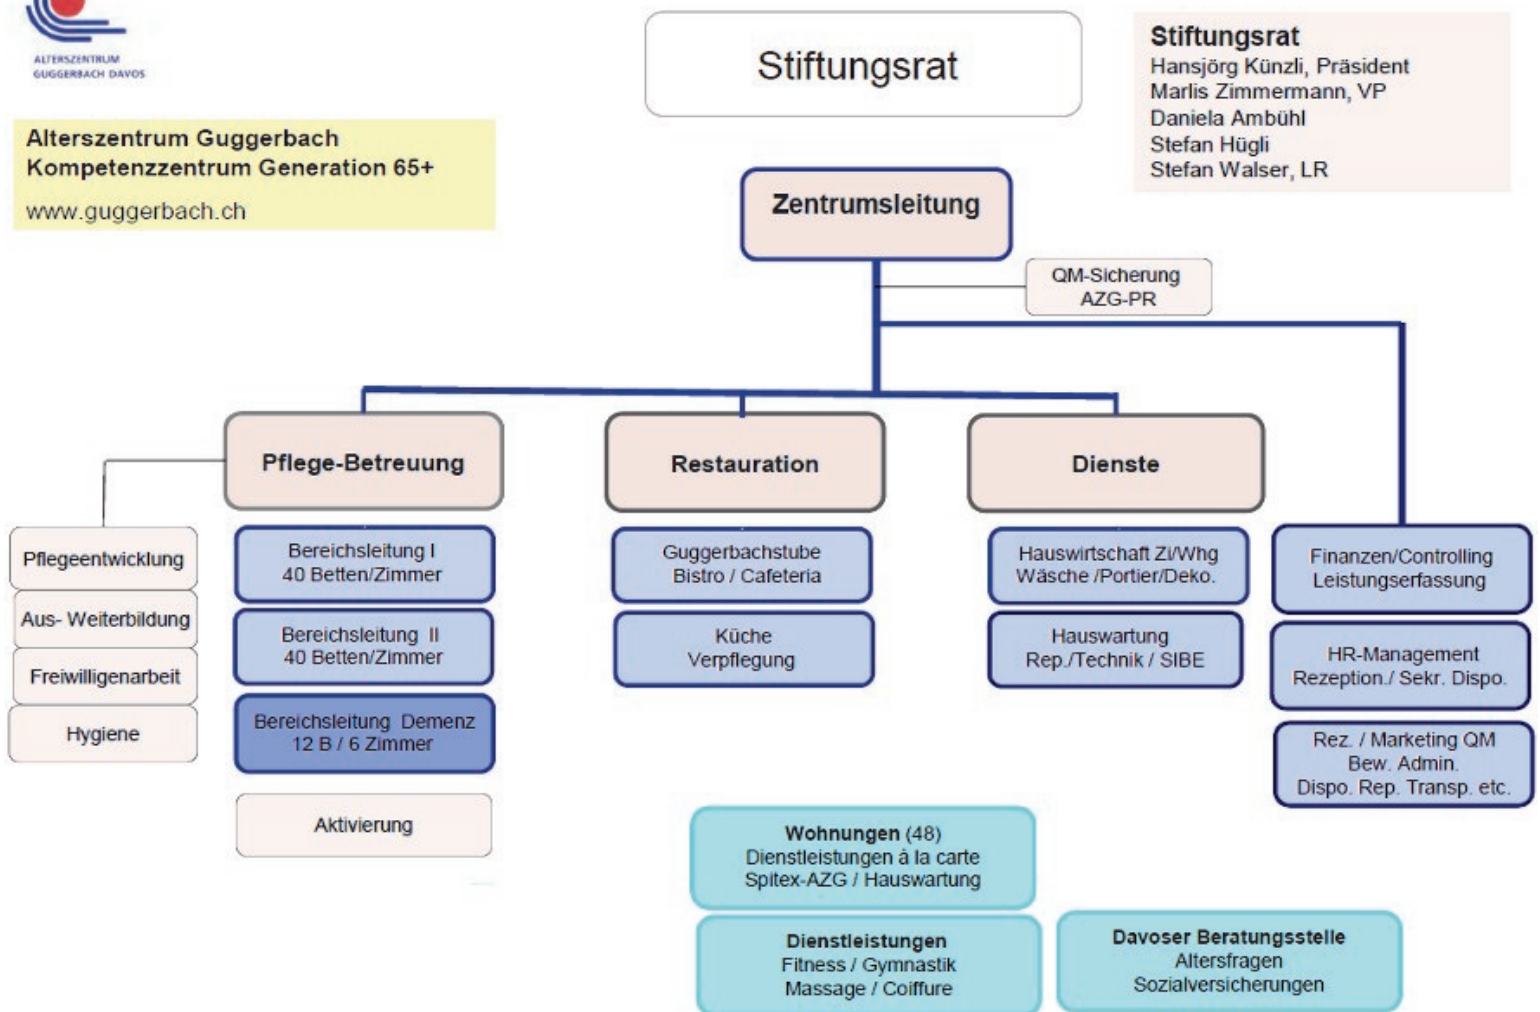 ALTERSZENTRUM
GUGGERBACH DAVOS
Alterszentrum Guggerbach
Kompetenzzentrum Generation 65+
www.guggerbach.ch
Stiftungsrat
Stiftungsrat
Hansjörg Künzli, Präsident
Marlis Zimmermann, VP
Daniela Ambühl
Stefan Hügli
Stefan Walser, LR
Zentrumsleitung
QM-Sicherung
AZG-PR
Pflege-Betreuung
Restauration
Dienste
Pflegeentwicklung
Aus- Weiterbildung
Freiwilligenarbeit
Hygiene
Bereichsleitung I
40 Betten/Zimmer
Bereichsleitung II
40 Betten/Zimmer
Bereichsleitung Demenz
12 B / 6 Zimmer
Aktivierung
Guggerbachstube
Bistro / Cafeteria
Küche
Verpflegung
Hauswirtschaft Zi/Whg
Wäsche /Portier/Deko.
Hauswartung
Rep./Technik / SIBE
Finanzen/Controlling
Leistungserfassung
HR-Management
Rezeption./ Sekr. Dispo.
Rez. / Marketing QM
Bew. Admin.
Dispo. Rep. Transp. etc.
Wohnungen (48)
Dienstleistungen à la carte
Spitex-AZG / Hauswartung
Dienstleistungen
Fitness / Gymnastik
Massage / Coiffure
Davoser Beratungsstelle
Altersfragen
Sozialversicherungen